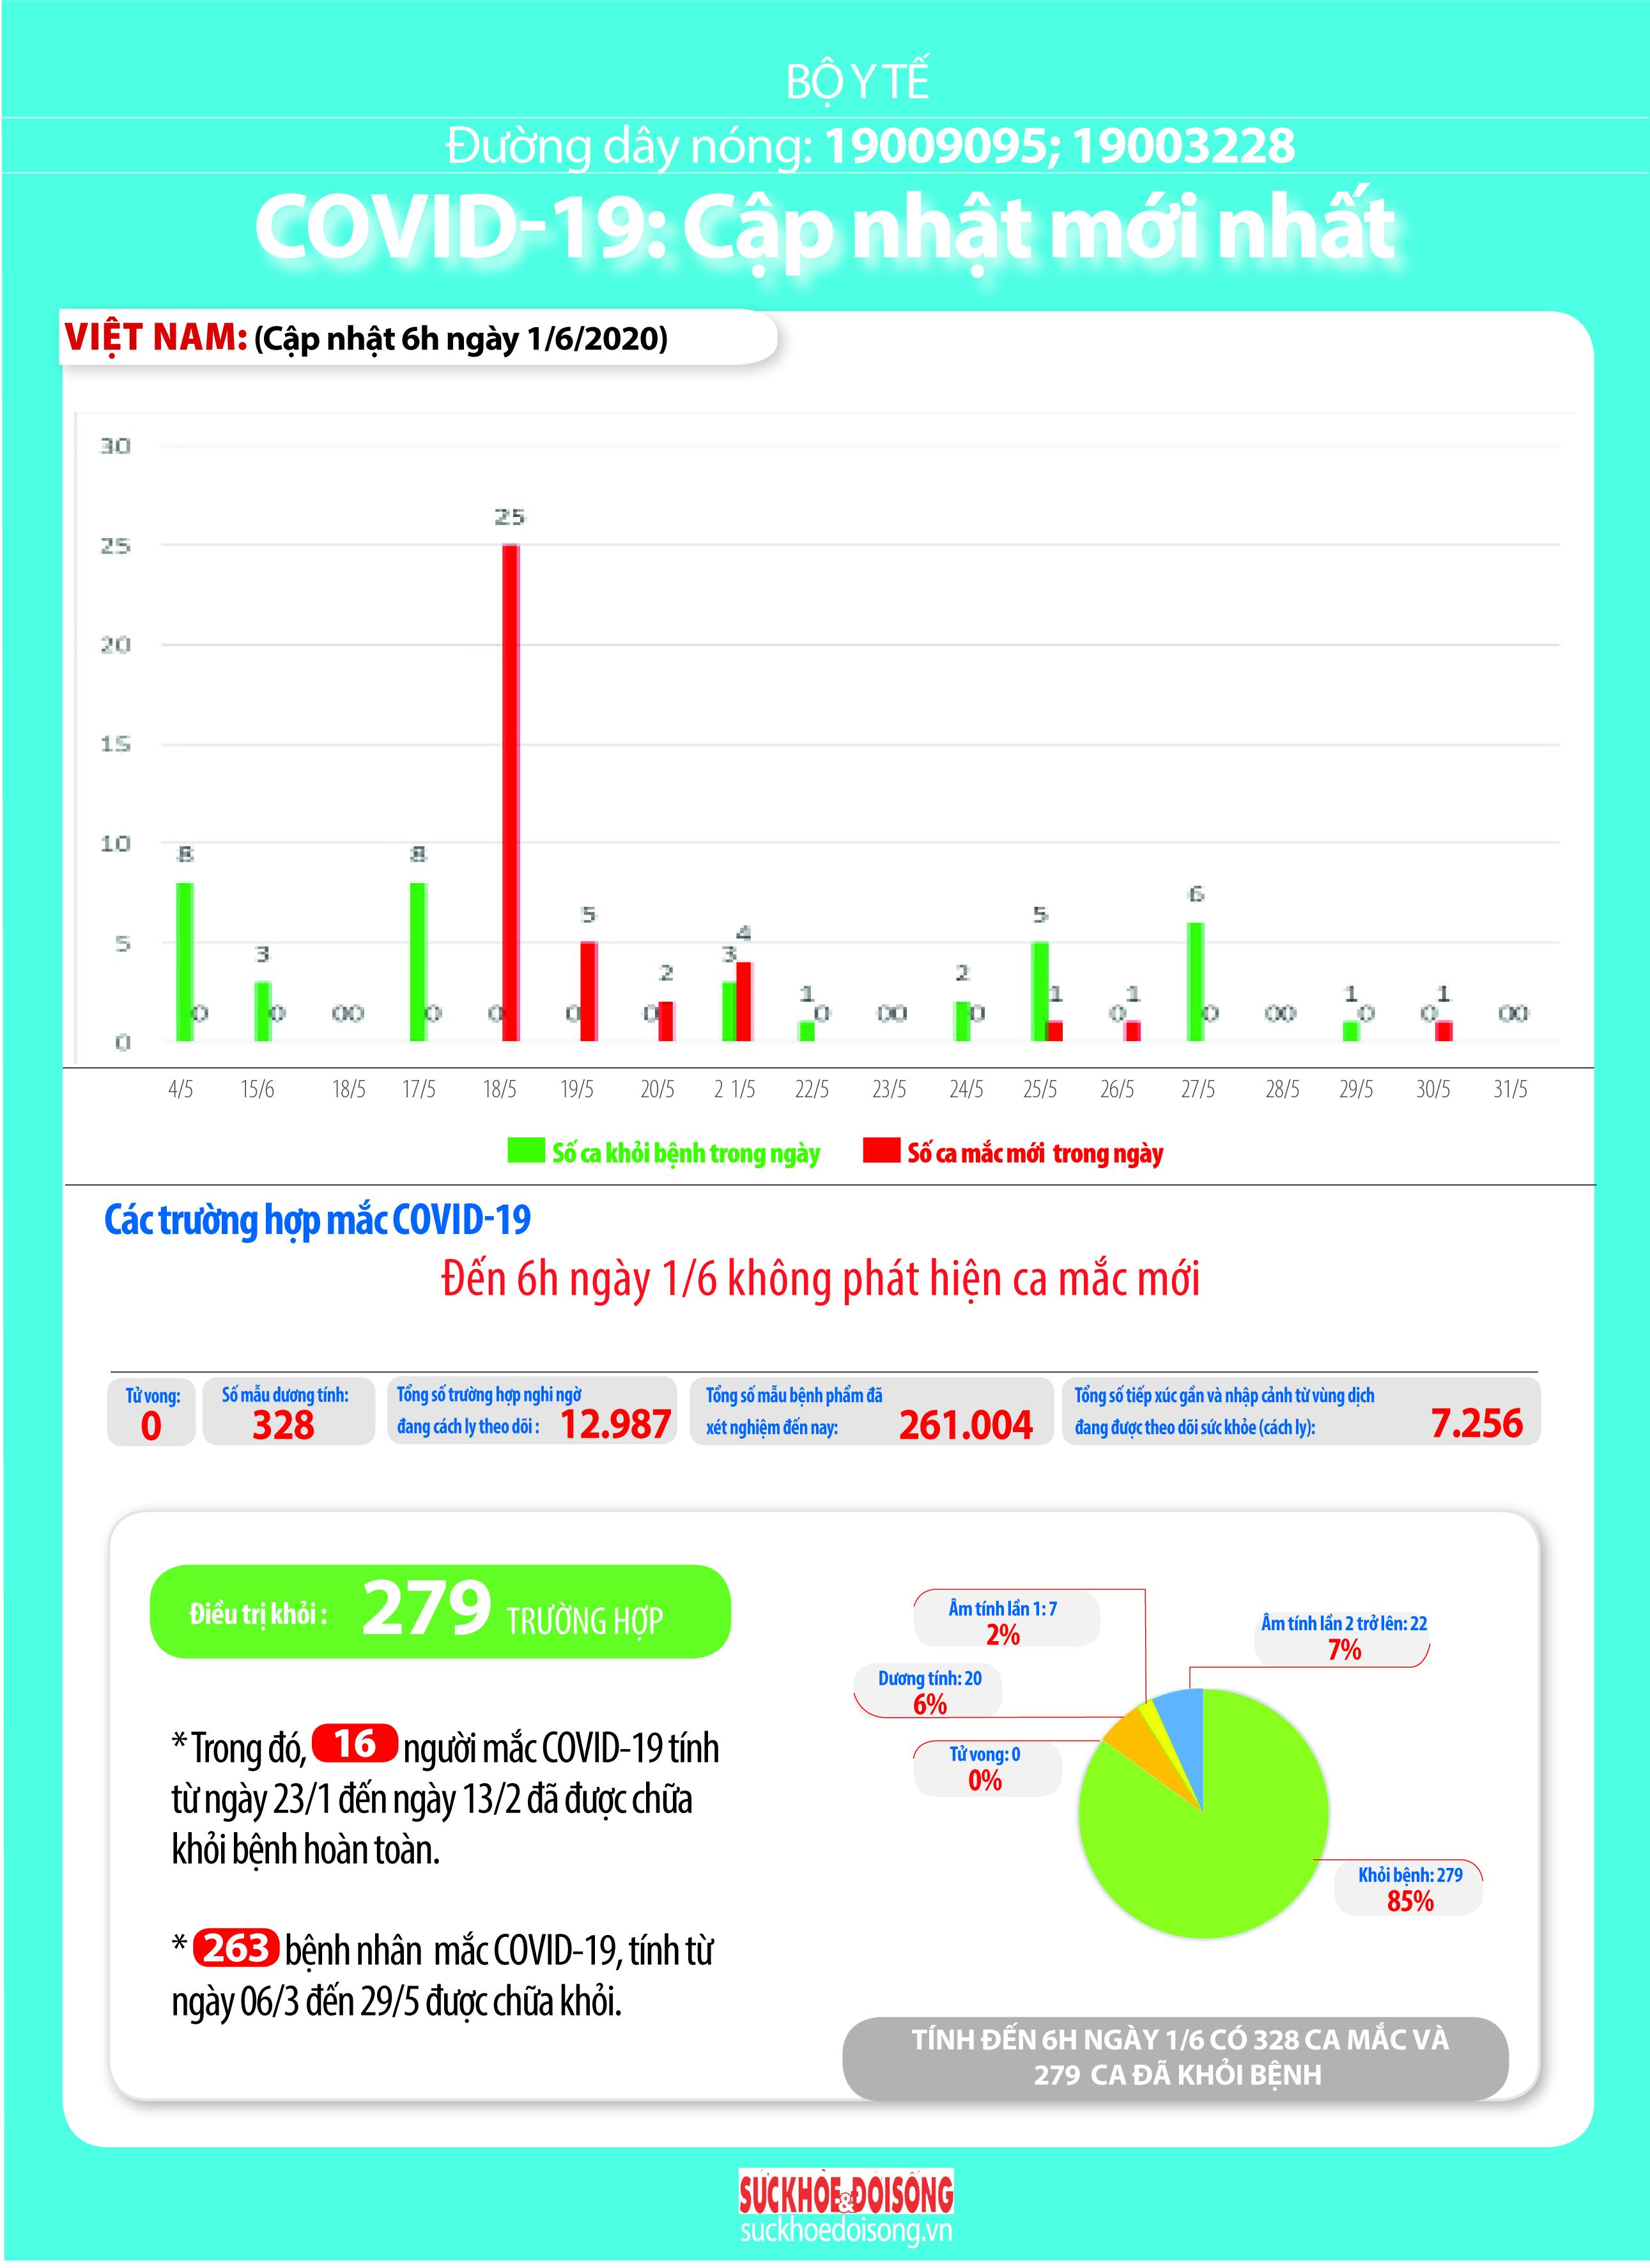 BỘ Y TẾ
Đường dây nóng: 19009095; 19003228
COVID-19: Cập nhật mới nhất
VIỆT NAM: (Cập nhật 6h ngày 1/6/2020)
30
25
20
15
10
5
0
8 0 3 0 0 0 8 0 0 25 0 5 0 2 3 4 1 0 0 0 2 0 5 1 0 1 6 0 0 0 1 0 0 1 0 0
4/5 15/6 18/5 17/5 18/5 19/5 20/5 2 1/5 22/5 23/5 24/5 25/5 26/5 27/5 28/5 29/5 30/5 31/5
Số ca khỏi bệnh trong ngày Số ca mắc mới trong ngày
Các trường hợp mắc COVID-19
Đến 6h ngày 1/6 không phát hiện ca mắc mới
Tử vong:
0
Số mẫu dương tính:
328
Tổng số trường hợp nghi ngờ
đang cách ly theo dõi : 12.987
Tổng số mẫu bệnh phẩm đã
xét nghiệm đến nay: 261.004
Tổng số tiếp xúc gần và nhập cảnh từ vùng dịch
đang được theo dõi sức khỏe (cách ly): 7.256
Điều trị khỏi : 279 TRƯỜNG HỢP
* Trong đó, 16 người mắc COVID-19 tính
từ ngày 23/1 đến ngày 13/2 đã được chữa
khỏi bệnh hoàn toàn.
* 263 bệnh nhân mắc COVID-19, tính từ
ngày 06/3 đến 29/5 được chữa khỏi.
Âm tính lần 1: 7
2%
Âm tính lần 2 trở lên: 22
7%
Dương tính: 20
6%
Tử vong: 0
0%
Khỏi bệnh: 279
85%
TÍNH ĐẾN 6H NGÀY 1/6 CÓ 328 CA MẮC VÀ
279 CA ĐÃ KHỎI BỆNH
SỨCKHỎE&ĐỜISỐNG
suckhoedoisong.vn